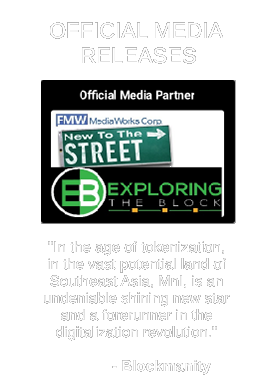 OFFICIAL MEDIA
RELEASES
Official Media Partner
FMW MediaWorks Corp.
New To The
STREET
EB EXPLORING
THE BLOCK
"In the age of tokenization,
in the vast potential land of
Southeast Asia, Mni, is an
undeniable shining new star
and a forerunner in the
digitalization revolution."
- Blockmanity